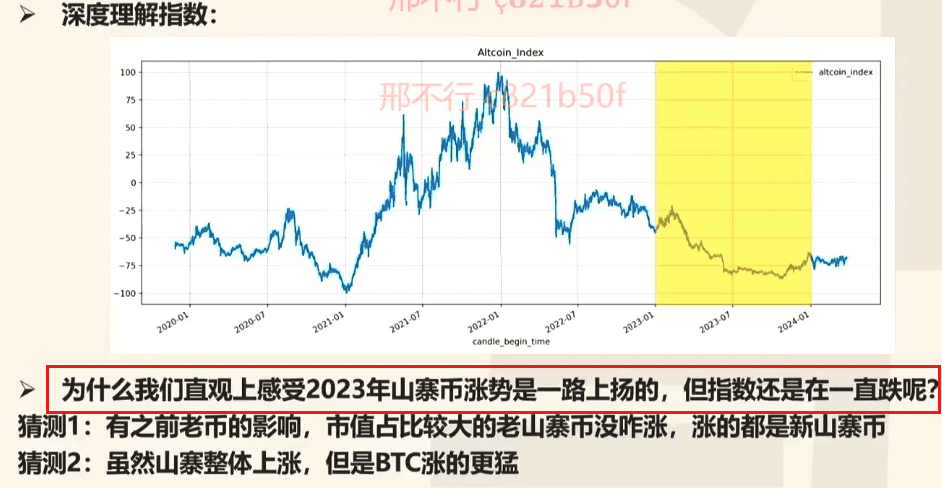 邢不行 c821b50f
➢ 深度理解指数：
Altcoin_Index
altcoin_index
邢不行 c821b50f
100
75
50
25
0
−25
−50
−75
−100
2020-01
2020-07
2021-01
2021-07
2022-01
2022-07
2023-01
2023-07
2024-01
candle_begin_time
➢ 为什么我们直观上感受2023年山寨币涨势是一路上扬的，但指数还是在一直跌呢?
猜测1：有之前老币的影响，市值占比较大的老山寨币没咋涨，涨的都是新山寨币
猜测2：虽然山寨整体上涨，但是BTC涨的更猛